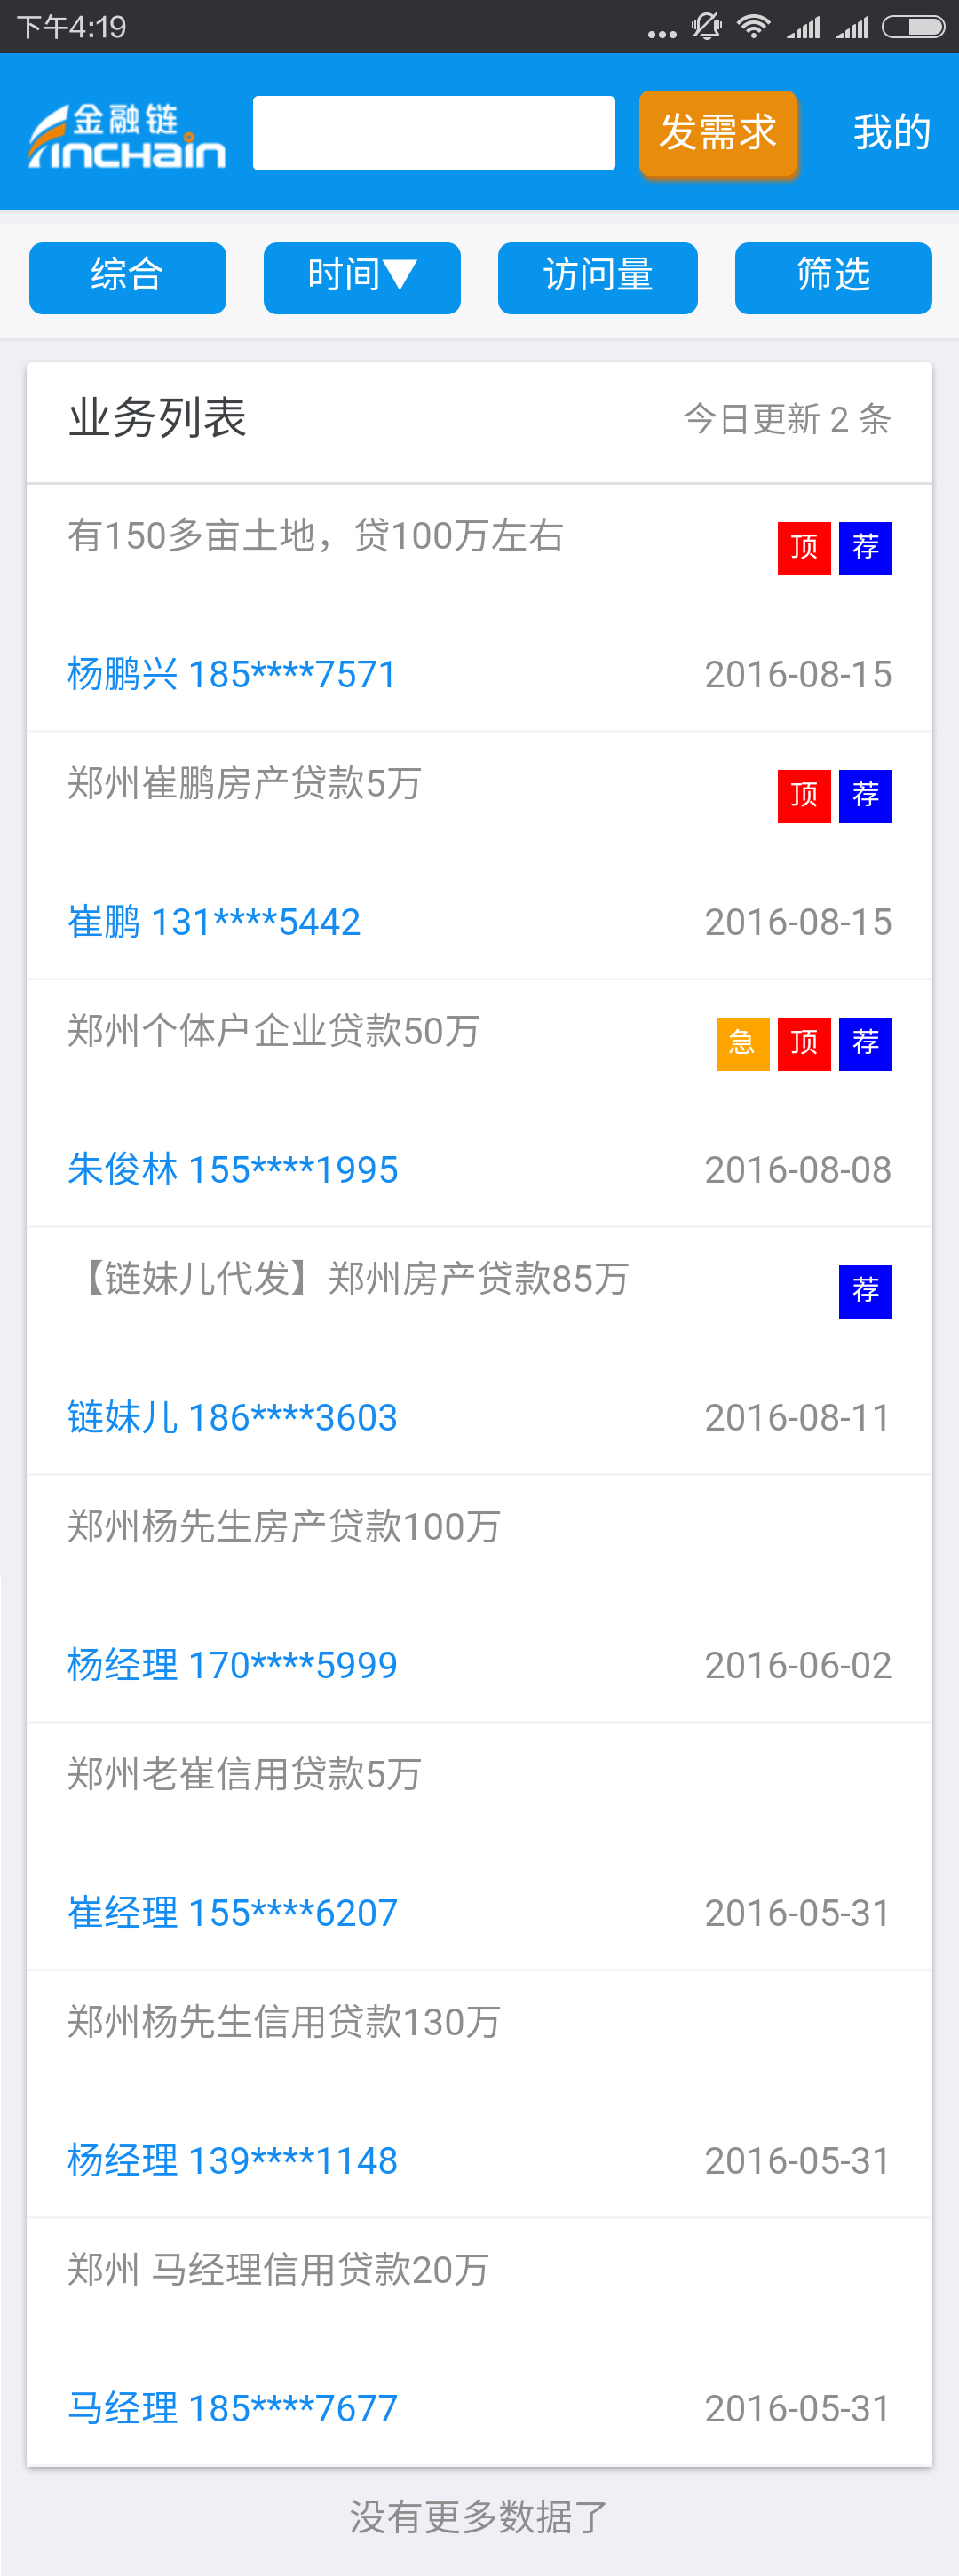 下午4:19
金融链
inchain
发需求
我的
综合
时间▼
访问量
筛选
业务列表
今日更新 2 条
有150多亩土地，贷100万左右
顶 荐
杨鹏兴 185****7571
2016-08-15
郑州崔鹏房产贷款5万
顶 荐
崔鹏 131****5442
2016-08-15
郑州个体户企业贷款50万
急 顶 荐
朱俊林 155****1995
2016-08-08
【链妹儿代发】郑州房产贷款85万
荐
链妹儿 186****3603
2016-08-11
郑州杨先生房产贷款100万
杨经理 170****5999
2016-06-02
郑州老崔信用贷款5万
崔经理 155****6207
2016-05-31
郑州杨先生信用贷款130万
杨经理 139****1148
2016-05-31
郑州 马经理信用贷款20万
马经理 185****7677
2016-05-31
没有更多数据了